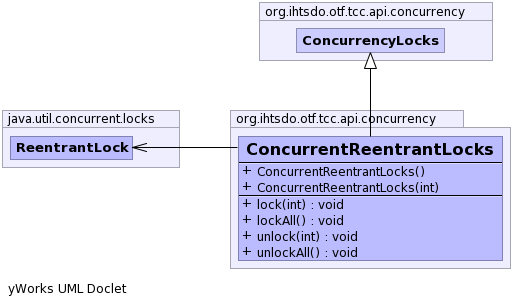 org.ihtsdo.otf.tcc.api.concurrency
ConcurrencyLocks
java.util.concurrent.locks
ReentrantLock
org.ihtsdo.otf.tcc.api.concurrency
ConcurrentReentrantLocks
+ ConcurrentReentrantLocks()
+ ConcurrentReentrantLocks(int)
+ lock(int) : void
+ lockAll() : void
+ unlock(int) : void
+ unlockAll() : void
yWorks UML Doclet